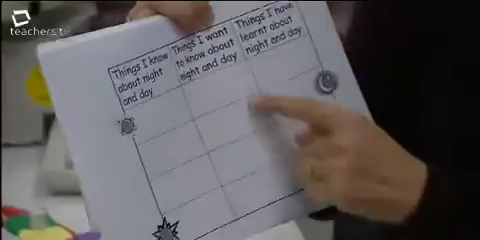 teachers'tv
Things I know
about night
and day
Things I want
to know about
night and day
Things I have
learnt about
night and day